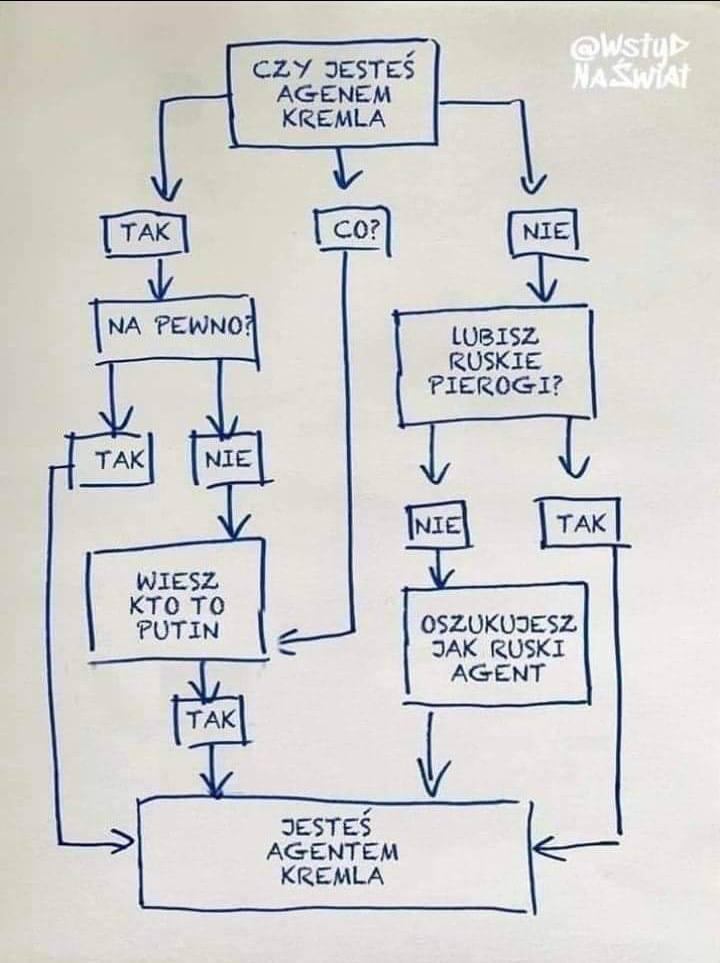 @Wstyd
NaŚwiat
CZY JESTEŚ
AGENEM
KREMLA
TAK
CO?
NIE
NA PEWNO?
LUBISZ
RUSKIE
PIEROGI?
TAK
NIE
NIE
TAK
WIESZ
KTO TO
PUTIN
OSZUKUJESZ
JAK RUSKI
AGENT
TAK
JESTEŚ
AGENTEM
KREMLA